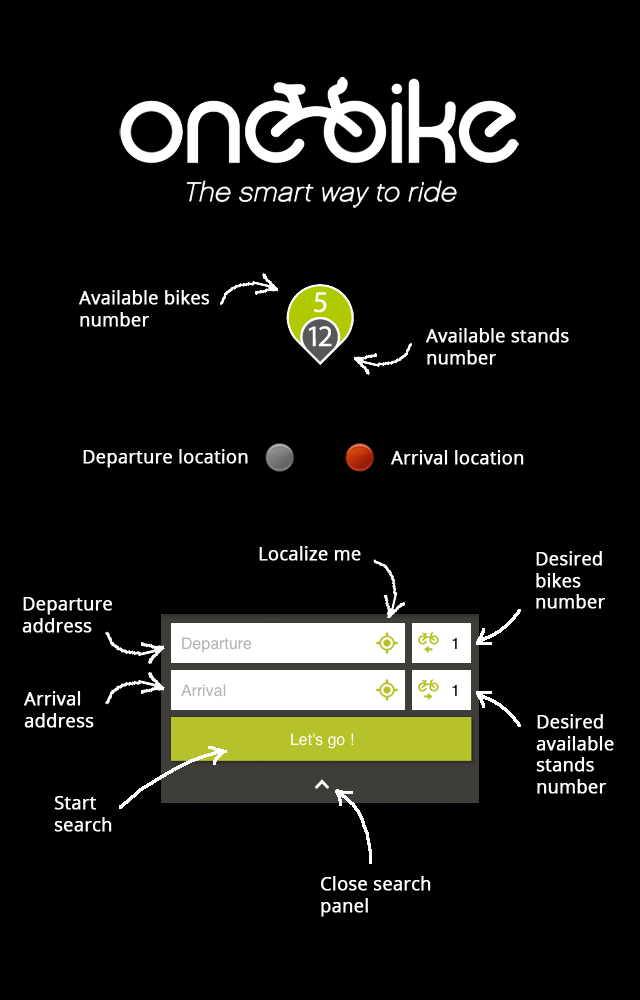 onebike
The smart way to ride
Available bikes
number
5
12
Available stands
number
Departure location
Arrival location
Localize me
Desired
bikes
number
Departure
address
Departure
1
Arrival
address
Arrival
1
Let's go !
Desired
available
stands
number
Start
search
Close search
panel